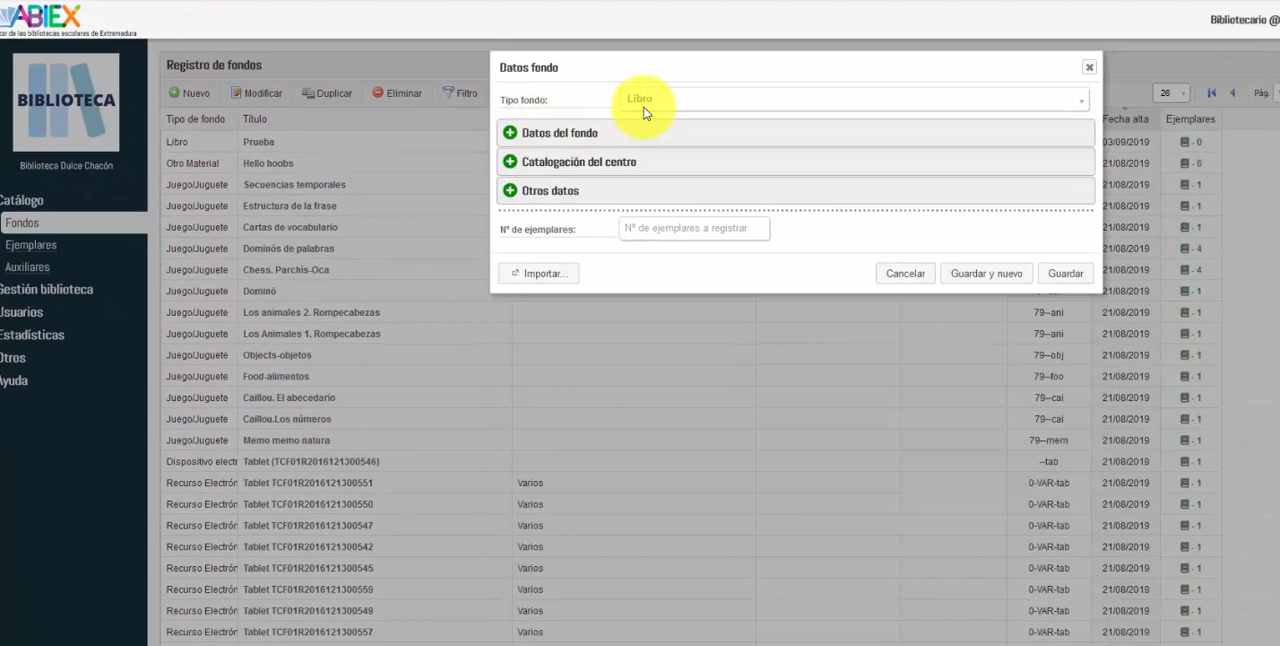 ABIEX
tor de las bibliotecas escolares de Extremadura
Bibliotecario @
BIBLIOTECA
Biblioteca Dulce Chacón
Catálogo
Fondos
Ejemplares
Auxiliares
Gestión biblioteca
Usuarios
Estadísticas
Otros
Ayuda
Registro de fondos
Nuevo Modificar Duplicar Eliminar Filtro 26 Pág.
Tipo de fondo Título Fecha alta Ejemplares
Libro Prueba 03/09/2019 - 0
Otro Material Hello hoobs 21/08/2019 - 6
Juego/Juguete Secuencias temporales 21/08/2019 - 1
Juego/Juguete Estructura de la frase 21/08/2019 - 1
Juego/Juguete Cartas de vocabulario 21/08/2019 - 1
Juego/Juguete Dominós de palabras 21/08/2019 - 4
Juego/Juguete Chess. Parchís-Oca 21/08/2019 - 4
Juego/Juguete Dominó 21/08/2019 - 1
Juego/Juguete Los animales 2. Rompecabezas 79--ani 21/08/2019 - 1
Juego/Juguete Los Animales 1. Rompecabezas 79--ani 21/08/2019 - 1
Juego/Juguete Objects-objetos 79--obj 21/08/2019 - 1
Juego/Juguete Food-alimentos 79--foo 21/08/2019 - 1
Juego/Juguete Caillou. El abecedario 79--cai 21/08/2019 - 1
Juego/Juguete Caillou.Los números 79--cai 21/08/2019 - 1
Juego/Juguete Memo memo natura 79--mem 21/08/2019 - 1
Dispositivo electr Tablet (TCF01R2016121300546) --tab 21/08/2019 - 1
Recurso Electrón Tablet TCF01R2016121300551 Varios 0-VAR-tab 21/08/2019 - 1
Recurso Electrón Tablet TCF01R2016121300550 Varios 0-VAR-tab 21/08/2019 - 1
Recurso Electrón Tablet TCF01R2016121300547 Varios 0-VAR-tab 21/08/2019 - 1
Recurso Electrón Tablet TCF01R2016121300542 Varios 0-VAR-tab 21/08/2019 - 1
Recurso Electrón Tablet TCF01R2016121300545 Varios 0-VAR-tab 21/08/2019 - 1
Recurso Electrón Tablet TCF01R2016121300559 Varios 0-VAR-tab 21/08/2019 - 1
Recurso Electrón Tablet TCF01R2016121300549 Varios 0-VAR-tab 21/08/2019 - 1
Recurso Electrón Tablet TCF01R2016121300557 Varios 0-VAR-tab 21/08/2019 - 1
Datos fondo
Tipo fondo: Libro
Datos del fondo
Catalogación del centro
Otros datos
Nº de ejemplares: Nº de ejemplares a registrar
Importar... Cancelar Guardar y nuevo Guardar